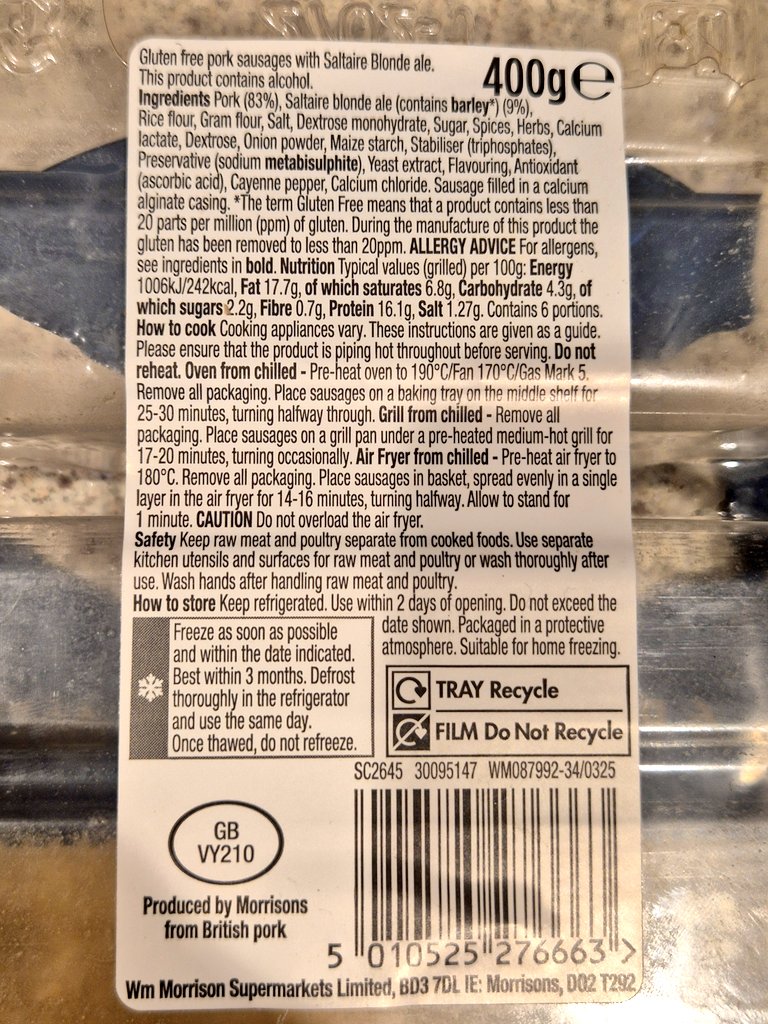 Gluten free pork sausages with Saltaire Blonde ale.
This product contains alcohol.
400g℮
Ingredients Pork (83%), Saltaire blonde ale (contains barley*) (9%),
Rice flour, Gram flour, Salt, Dextrose monohydrate, Sugar, Spices, Herbs, Calcium
lactate, Dextrose, Onion powder, Maize starch, Stabiliser (triphosphates),
Preservative (sodium metabisulphite), Yeast extract, Flavouring, Antioxidant
(ascorbic acid), Cayenne pepper, Calcium chloride. Sausage filled in a calcium
alginate casing. *The term Gluten Free means that a product contains less than
20 parts per million (ppm) of gluten. During the manufacture of this product the
gluten has been removed to less than 20ppm. ALLERGY ADVICE For allergens,
see ingredients in bold. Nutrition Typical values (grilled) per 100g: Energy
1006kJ/242kcal, Fat 17.7g, of which saturates 6.8g, Carbohydrate 4.3g, of
which sugars 2.2g, Fibre 0.7g, Protein 16.1g, Salt 1.27g. Contains 6 portions.
How to cook Cooking appliances vary. These instructions are given as a guide.
Please ensure that the product is piping hot throughout before serving. Do not
reheat. Oven from chilled - Pre-heat oven to 190°C/Fan 170°C/Gas Mark 5.
Remove all packaging. Place sausages on a baking tray on the middle shelf for
25-30 minutes, turning halfway through. Grill from chilled - Remove all
packaging. Place sausages on a grill pan under a pre-heated medium-hot grill for
17-20 minutes, turning occasionally. Air Fryer from chilled - Pre-heat air fryer to
180°C. Remove all packaging. Place sausages in basket, spread evenly in a single
layer in the air fryer for 14-16 minutes, turning halfway. Allow to stand for
1 minute. CAUTION Do not overload the air fryer.
Safety Keep raw meat and poultry separate from cooked foods. Use separate
kitchen utensils and surfaces for raw meat and poultry or wash thoroughly after
use. Wash hands after handling raw meat and poultry.
How to store Keep refrigerated. Use within 2 days of opening. Do not exceed the
date shown. Packaged in a protective
atmosphere. Suitable for home freezing.
Freeze as soon as possible
and within the date indicated.
Best within 3 months. Defrost
thoroughly in the refrigerator
and use the same day.
Once thawed, do not refreeze.
TRAY Recycle
FILM Do Not Recycle
SC2645 30095147 WM087992-34/0325
GB
VY210
Produced by Morrisons
from British pork
5 010525 276663 >
Wm Morrison Supermarkets Limited, BD3 7DL IE: Morrisons, D02 T292